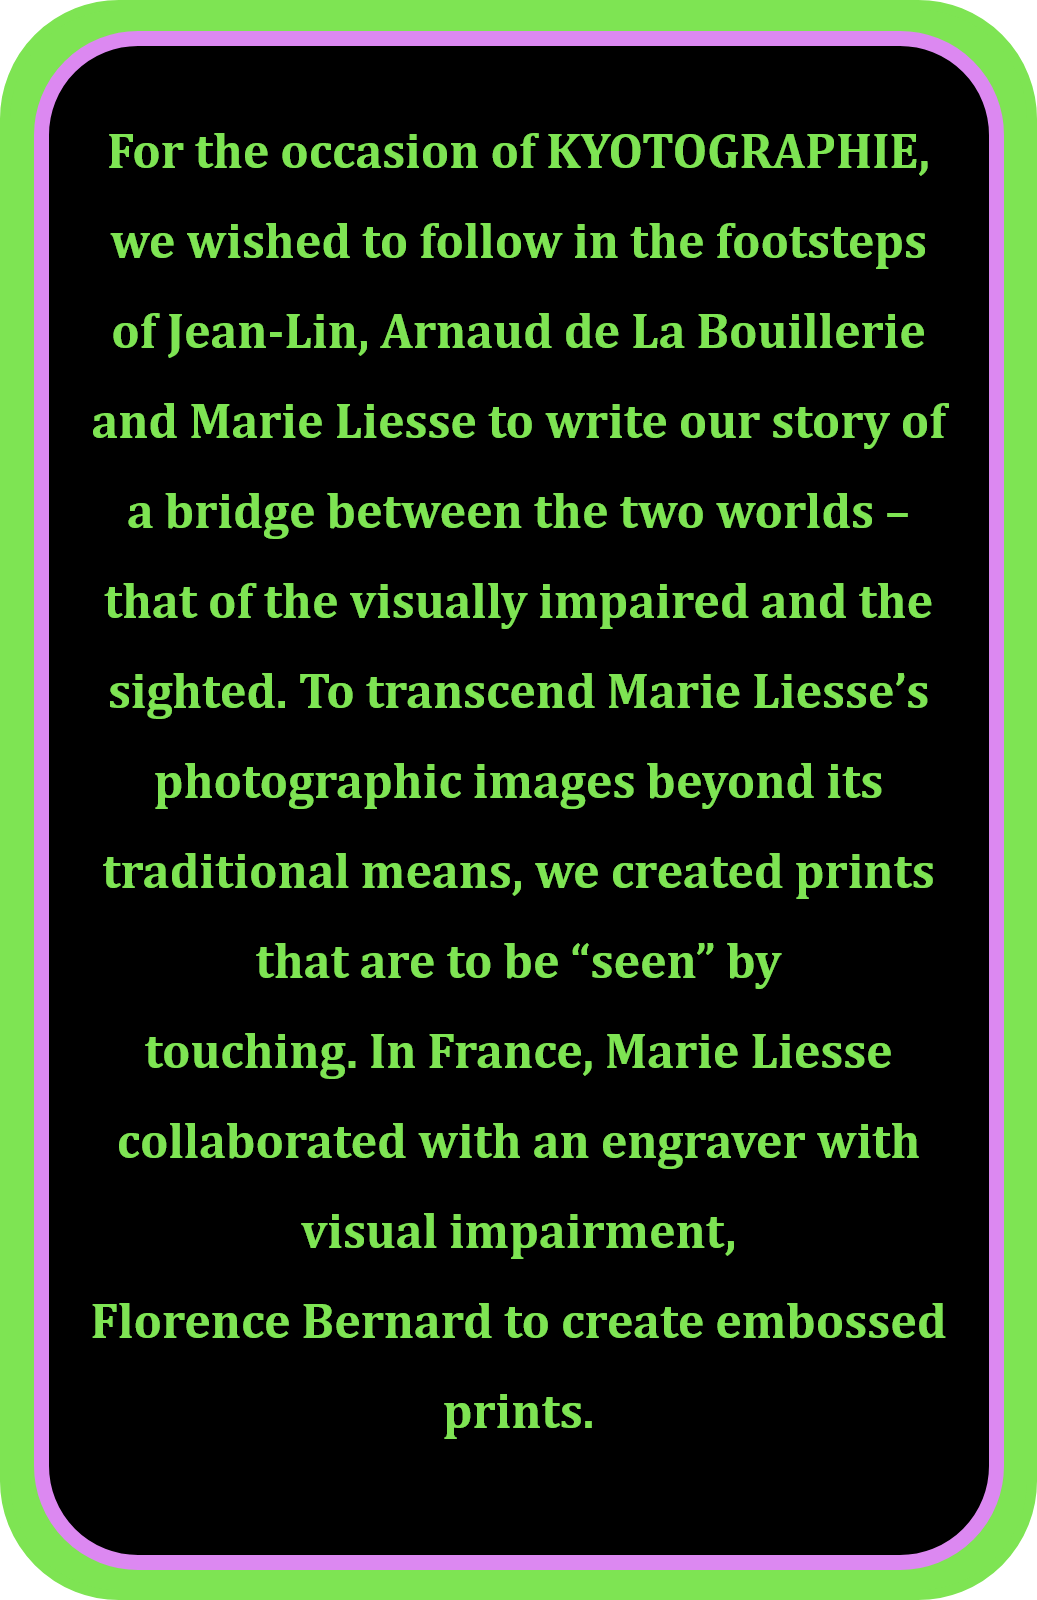 For the occasion of KYOTOGRAPHIE,
we wished to follow in the footsteps
of Jean-Lin, Arnaud de La Bouillerie
and Marie Liesse to write our story of
a bridge between the two worlds –
that of the visually impaired and the
sighted. To transcend Marie Liesse’s
photographic images beyond its
traditional means, we created prints
that are to be “seen” by
touching. In France, Marie Liesse
collaborated with an engraver with
visual impairment,
Florence Bernard to create embossed
prints.